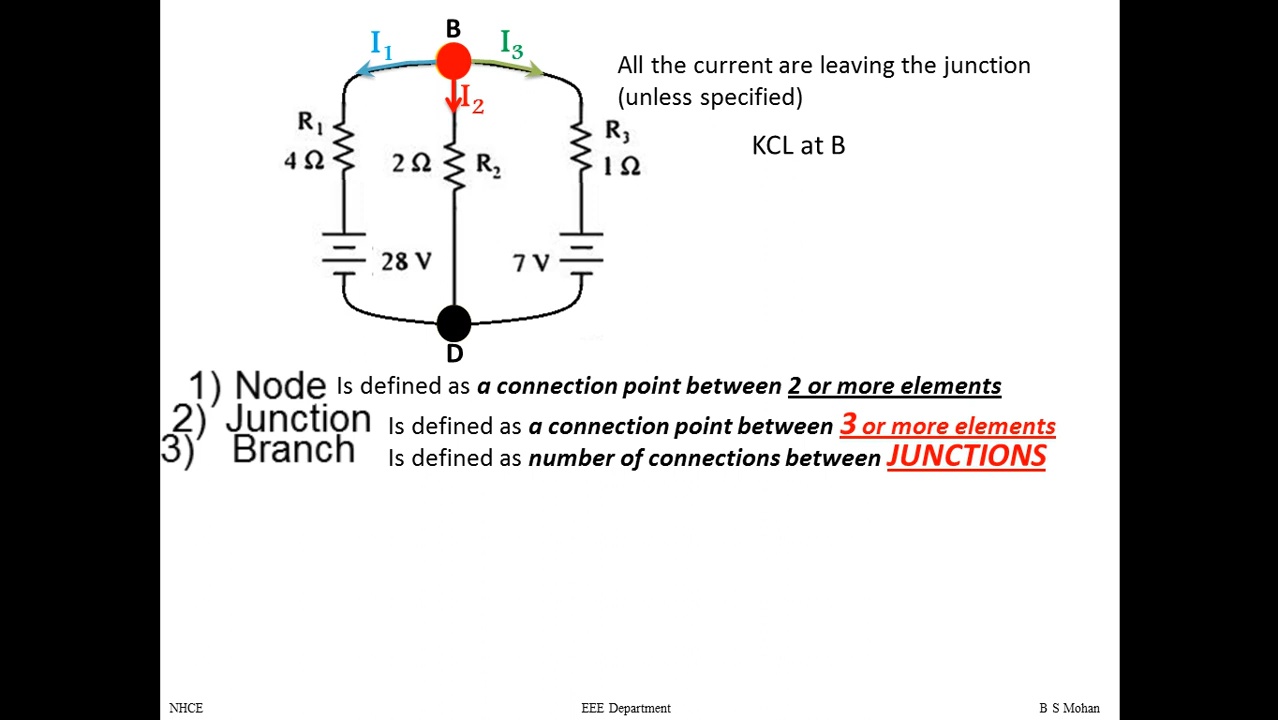 B
I1
I3
I2
All the current are leaving the junction
(unless specified)
KCL at B
R1
4 Ω
2 Ω
R2
R3
1 Ω
28 V
7 V
D
1) Node Is defined as a connection point between 2 or more elements
2) Junction Is defined as a connection point between 3 or more elements
3) Branch Is defined as number of connections between JUNCTIONS
NHCE
EEE Department
B S Mohan